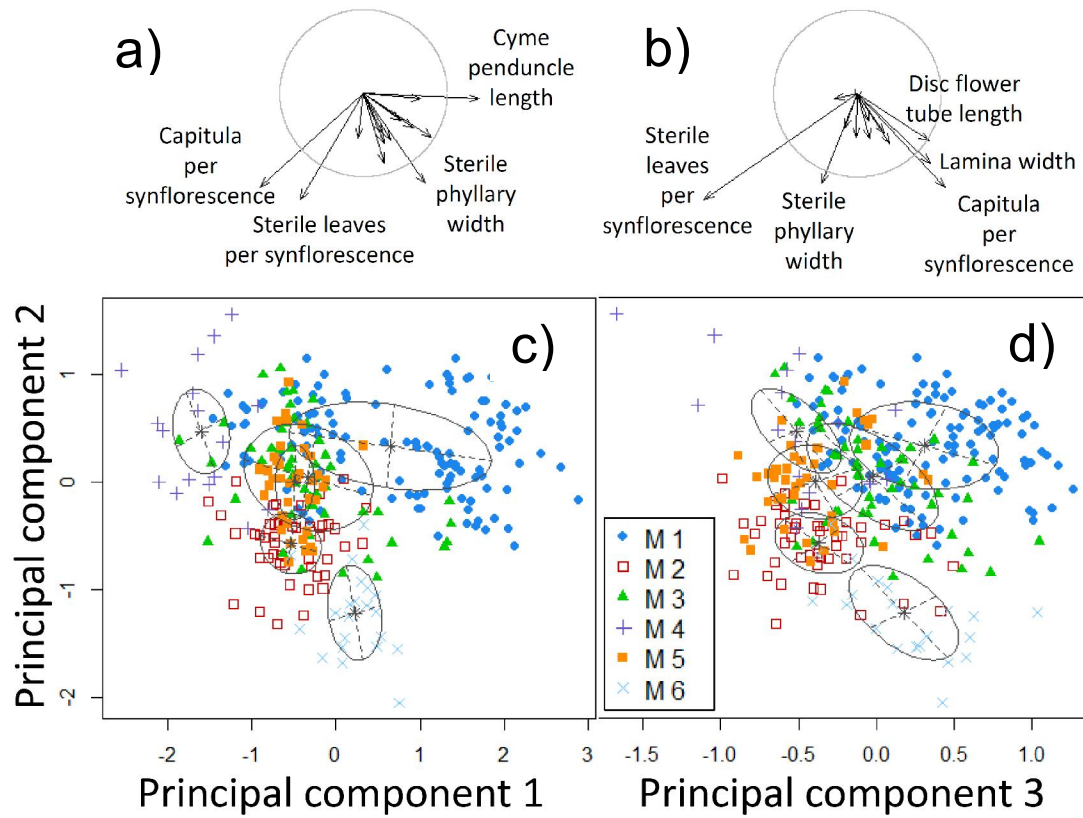 a)
Cyme
penduncle
length
Capitula
per
synflorescence
Sterile leaves
per synflorescence
Sterile
phyllary
width
b)
Disc flower
tube length
Lamina width
Sterile
leaves
per
synflorescence
Sterile
phyllary
width
Capitula
per
synflorescence
Principal component 2
1
0
-1
-2
c)
d)
M 1
M 2
M 3
M 4
M 5
M 6
-2 -1 0 1 2 3
-1.5 -1.0 -0.5 0.0 0.5 1.0
Principal component 1
Principal component 3